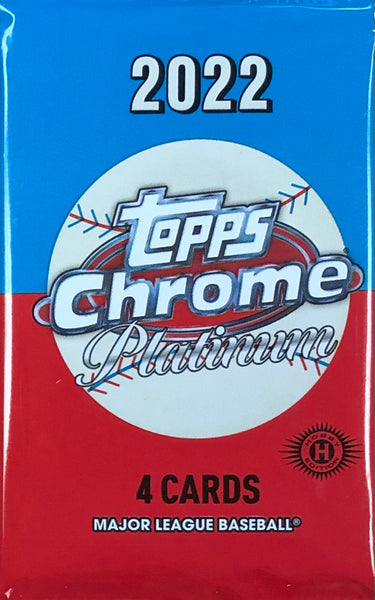 2022
Topps
Chrome®
Platinum
HOBBY
H
EDITION
4 CARDS
MAJOR LEAGUE BASEBALL®